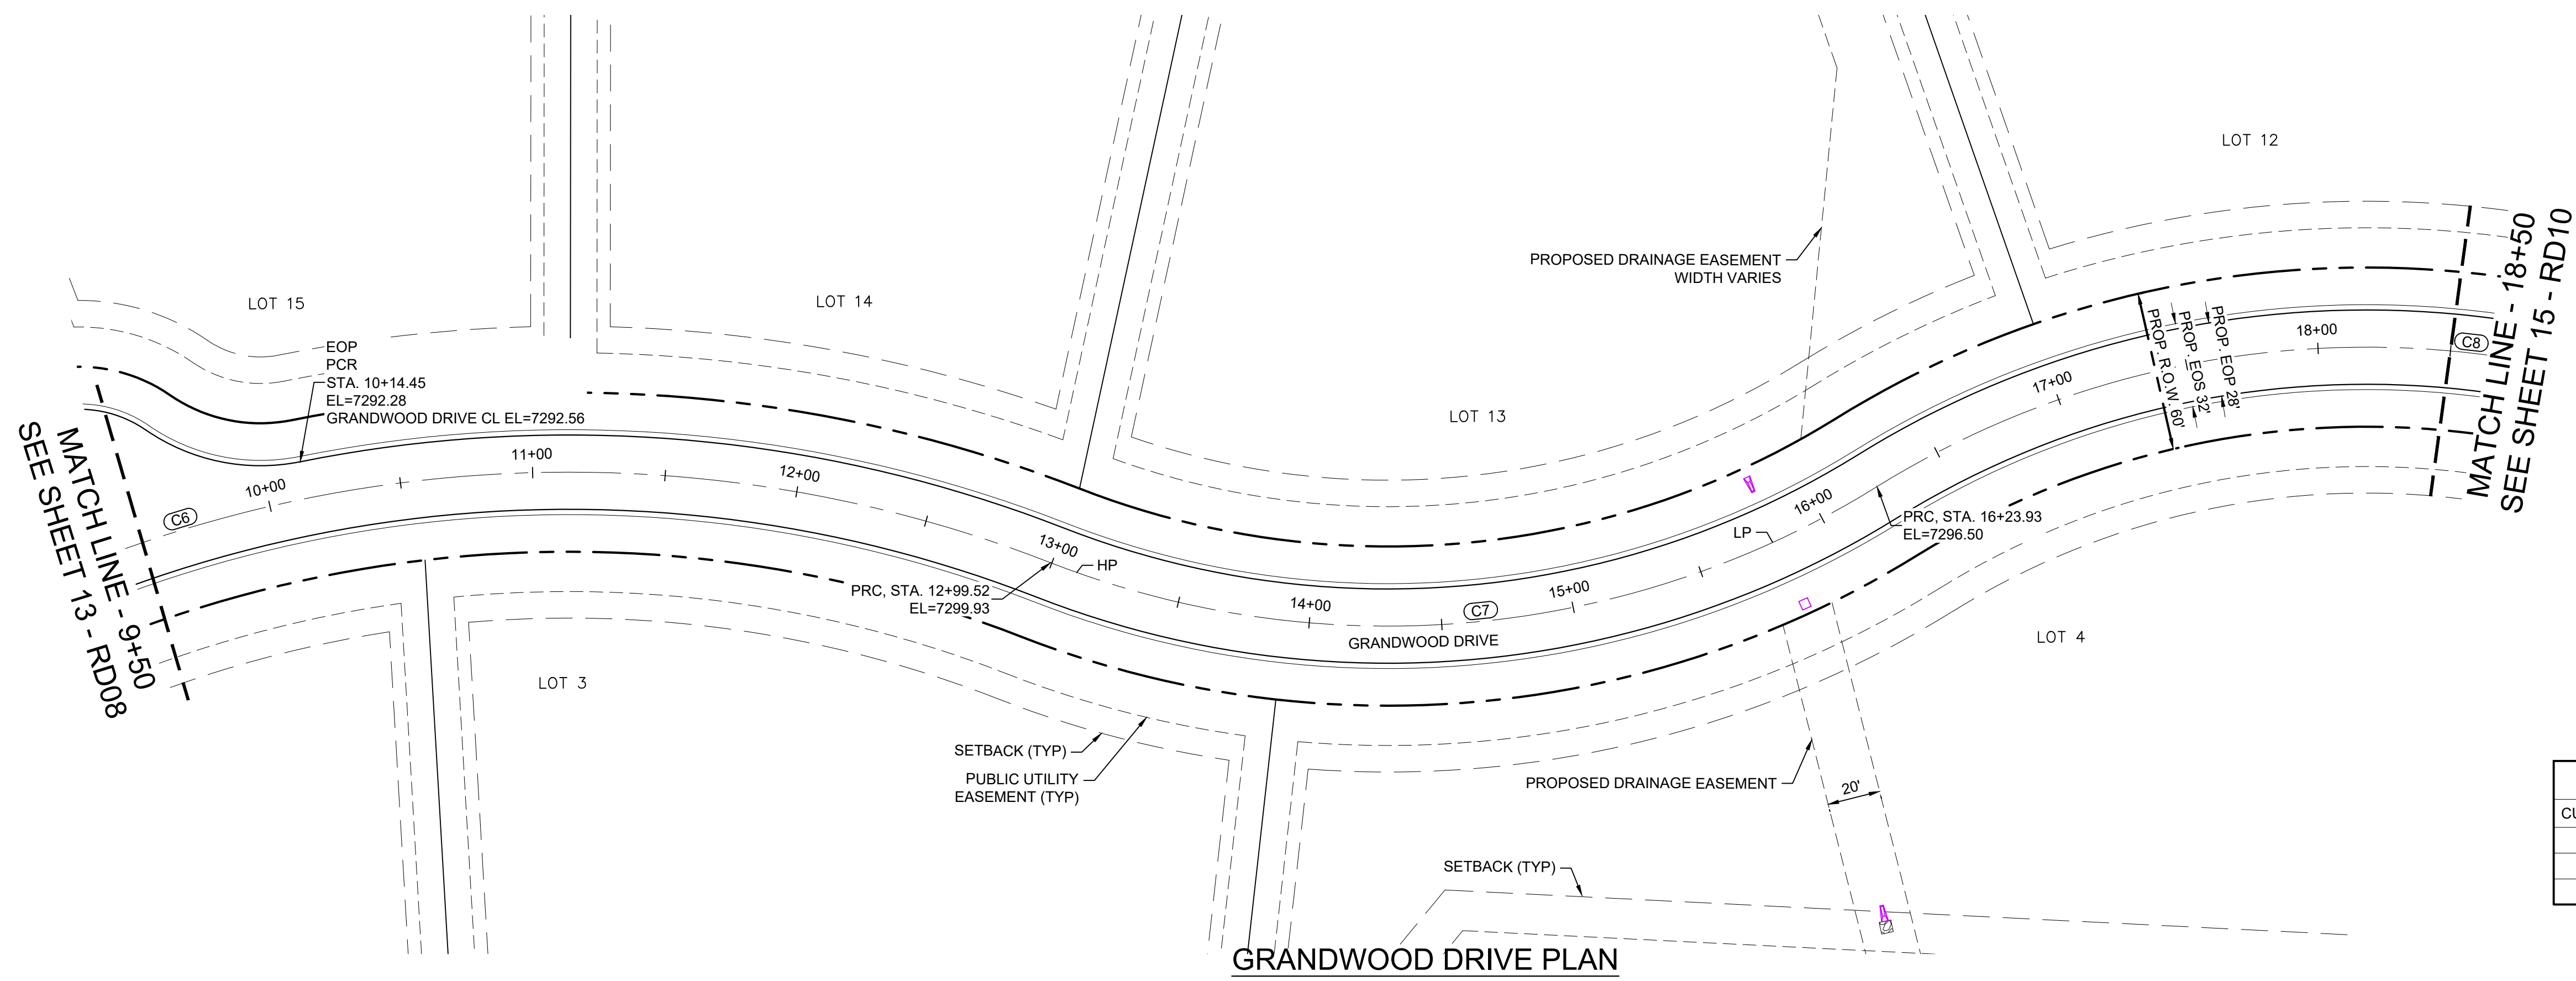 LOT 15
LOT 14
LOT 13
LOT 12
LOT 3
LOT 4
EOP
PCR
STA. 10+14.45
EL=7292.28
GRANDWOOD DRIVE CL EL=7292.56
PROPOSED DRAINAGE EASEMENT
WIDTH VARIES
MATCH LINE - 9+50
SEE SHEET 13 - RD08
MATCH LINE - 18+50
SEE SHEET 15 - RD10
C6
10+00
11+00
12+00
13+00
HP
PRC, STA. 12+99.52
EL=7299.93
14+00
C7
15+00
GRANDWOOD DRIVE
LP
16+00
PRC, STA. 16+23.93
EL=7296.50
17+00
PROP. R.O.W. 60'
PROP. EOS 32'
PROP. EOP 28'
18+00
C8
SETBACK (TYP)
PUBLIC UTILITY
EASEMENT (TYP)
PROPOSED DRAINAGE EASEMENT
20'
SETBACK (TYP)
GRANDWOOD DRIVE PLAN